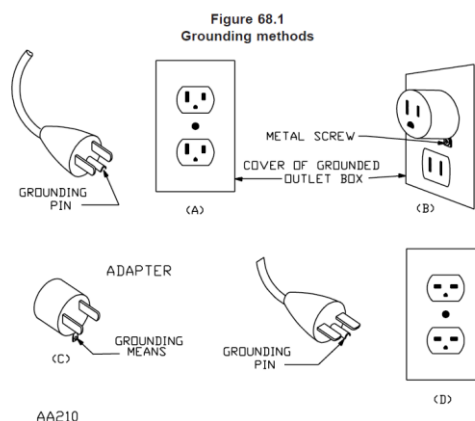 Figure 68.1
Grounding methods
METAL SCREW
GROUNDING
PIN
COVER OF GROUNDED
OUTLET BOX
(A)
(B)
ADAPTER
GROUNDING
MEANS
(C)
GROUNDING
PIN
(D)
AA210